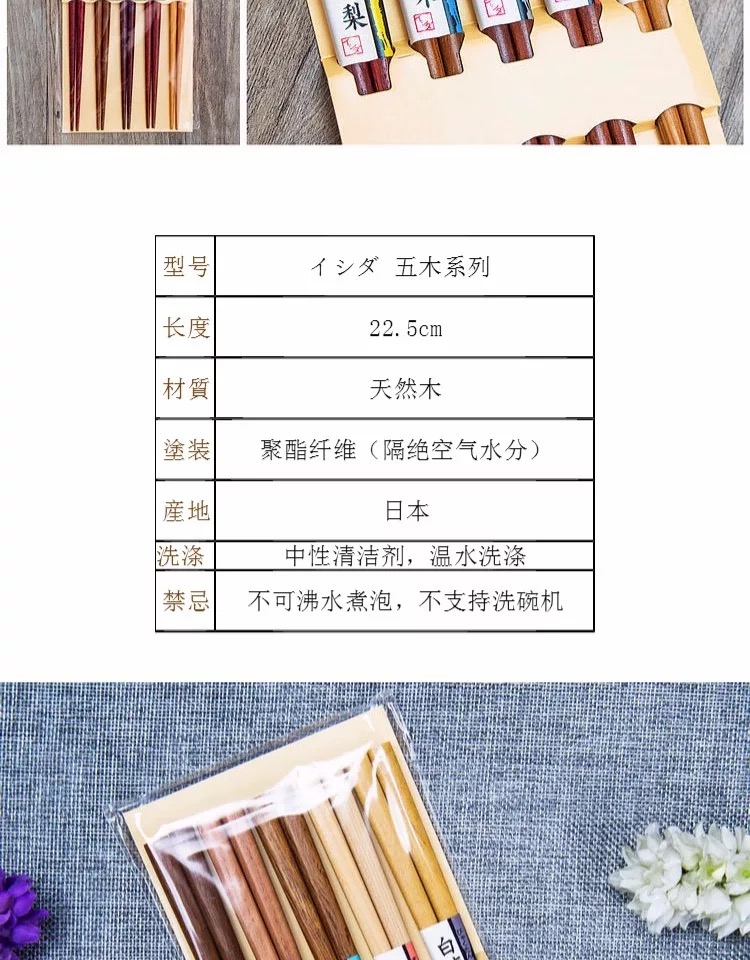 梨
型号 イシダ 五木系列
长度 22.5cm
材質 天然木
塗装 聚酯纤维（隔绝空气水分）
産地 日本
洗涤 中性清洁剂，温水洗涤
禁忌 不可沸水煮泡，不支持洗碗机
白